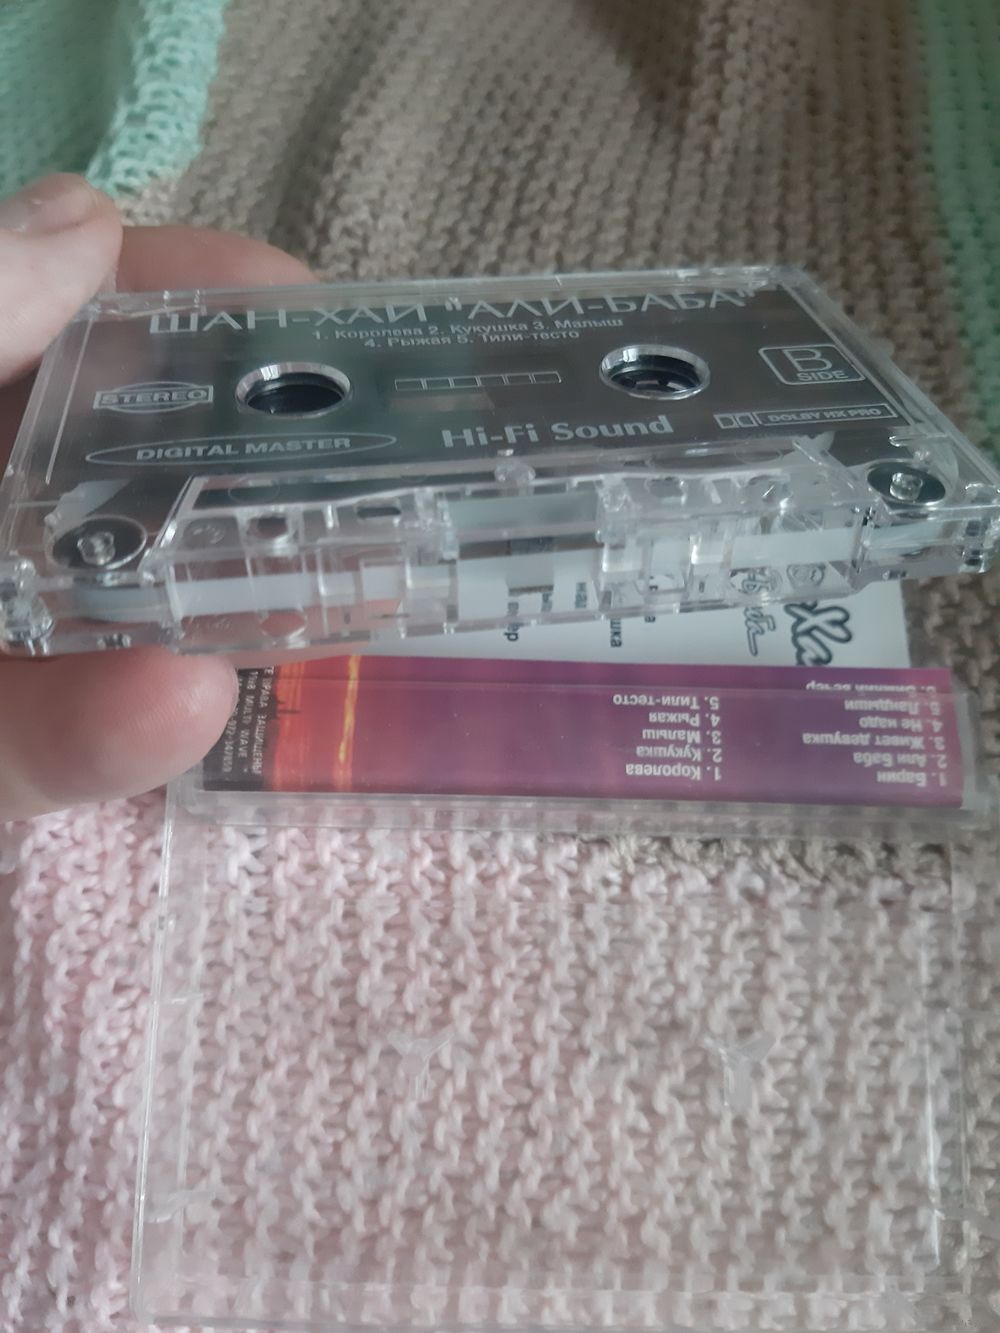 ШАН-ХАЙ "АЛИ-БАБА"
1. Королева 2. Кукушка 3. Малыш
4. Рыжая 5. Тили-тесто
STEREO
B
SIDE
DIGITAL MASTER
Hi-Fi Sound
DOLBY HX PRO
1. Барин
2. Али Баба
3. Живет девушка
4. Не надо
5. Ландыши
1. Королева
2. Кукушка
3. Малыш
4. Рыжая
5. Тили-тесто
ПРАВА ЗАЩИЩЕНЫ